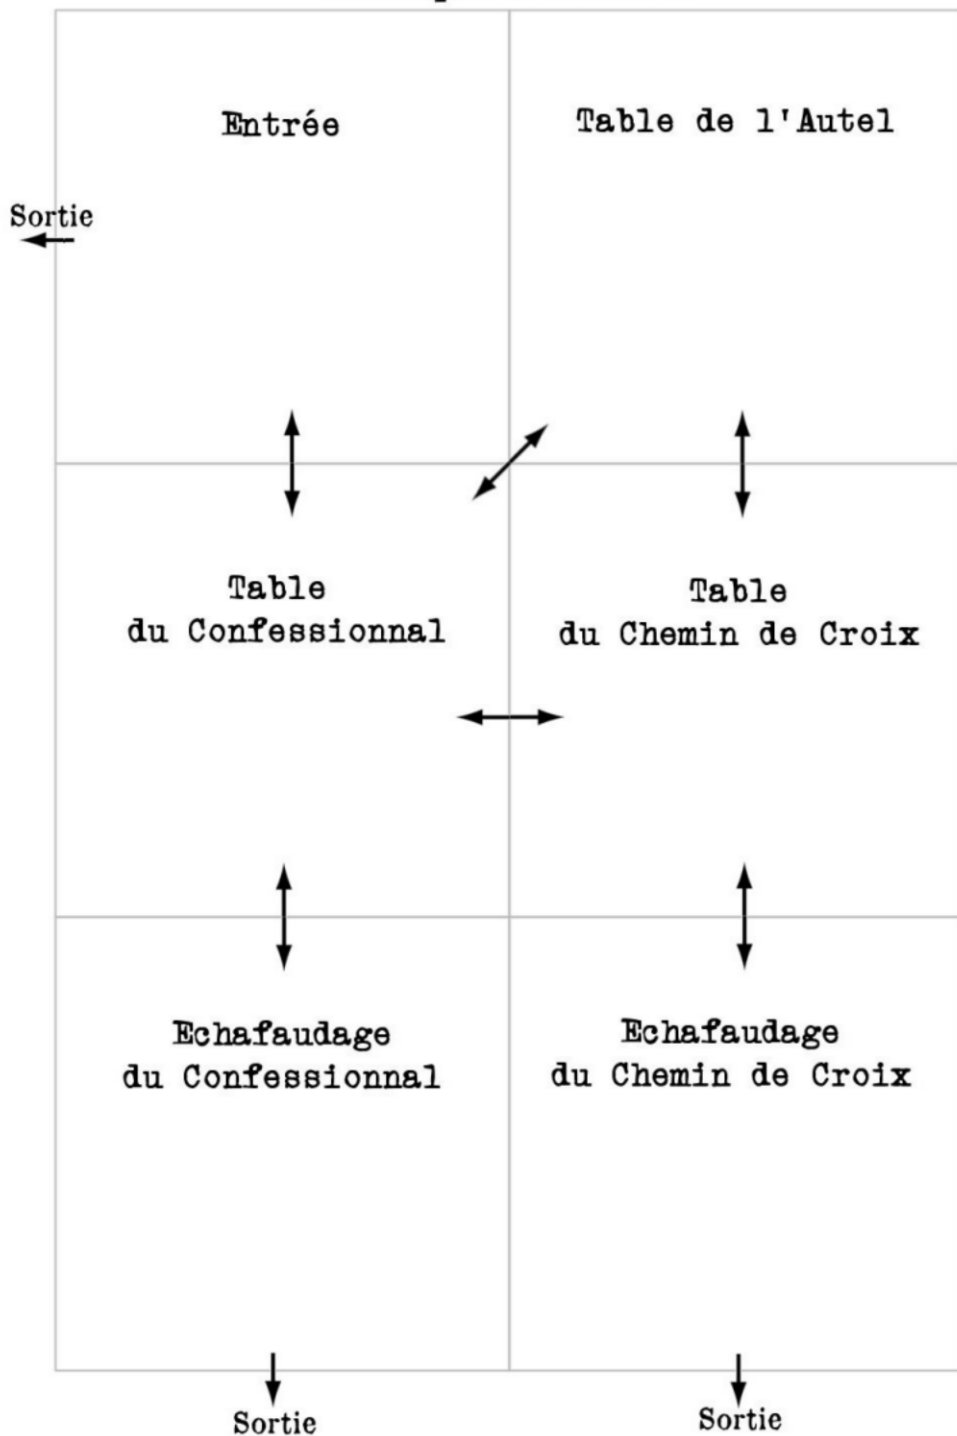 Entrée
Table de l'Autel
Sortie
Table
du Confessionnal
Table
du Chemin de Croix
Echafaudage
du Confessionnal
Echafaudage
du Chemin de Croix
Sortie
Sortie